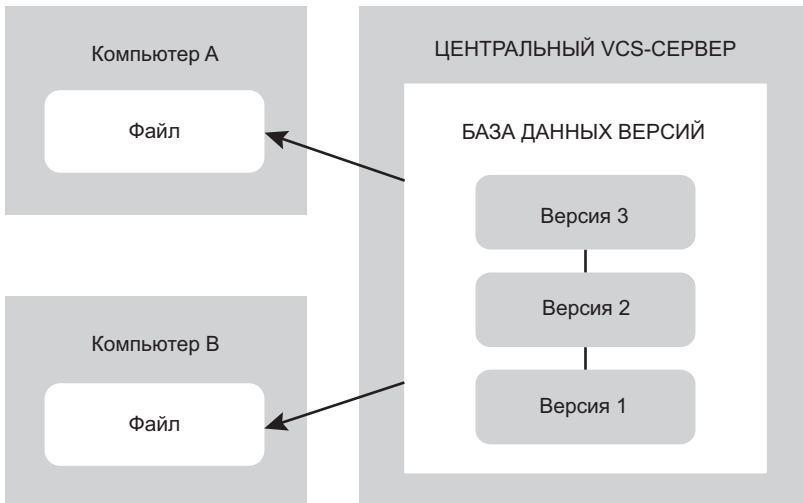 Компьютер A
Файл
Компьютер B
Файл
ЦЕНТРАЛЬНЫЙ VCS-СЕРВЕР
БАЗА ДАННЫХ ВЕРСИЙ
Версия 3
Версия 2
Версия 1